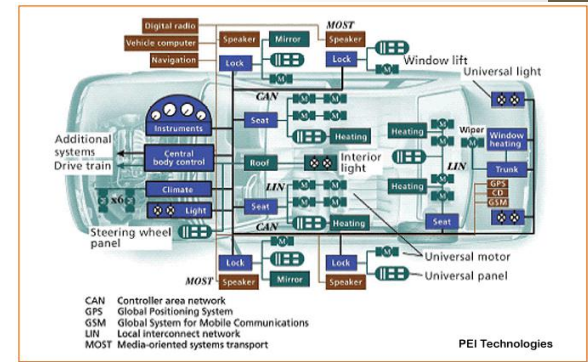 Digital radio
MOST
Vehicle computer
Speaker
Mirror
Speaker
Navigation
Lock
Lock
Window lift
M
M
Universal light
CAN
M M
M M
Instruments
Seat
M M
M M
Heating
Heating
M
M
Wiper
M
Window
heating
Additional
systems
Drive train
Central
body control
Roof
Interior
light
LIN
Trunk
Climate
LIN
M M
M M
Heating
M
M
GPS
CD
GSM
x6
Light
Seat
M M
M M
Steering wheel
panel
CAN
Heating
Seat
M
M
Universal motor
Lock
Lock
Universal panel
MOST
Speaker
Mirror
Speaker
CAN Controller area network
GPS Global Positioning System
GSM Global System for Mobile Communications
LIN Local interconnect network
MOST Media-oriented systems transport
PEI Technologies